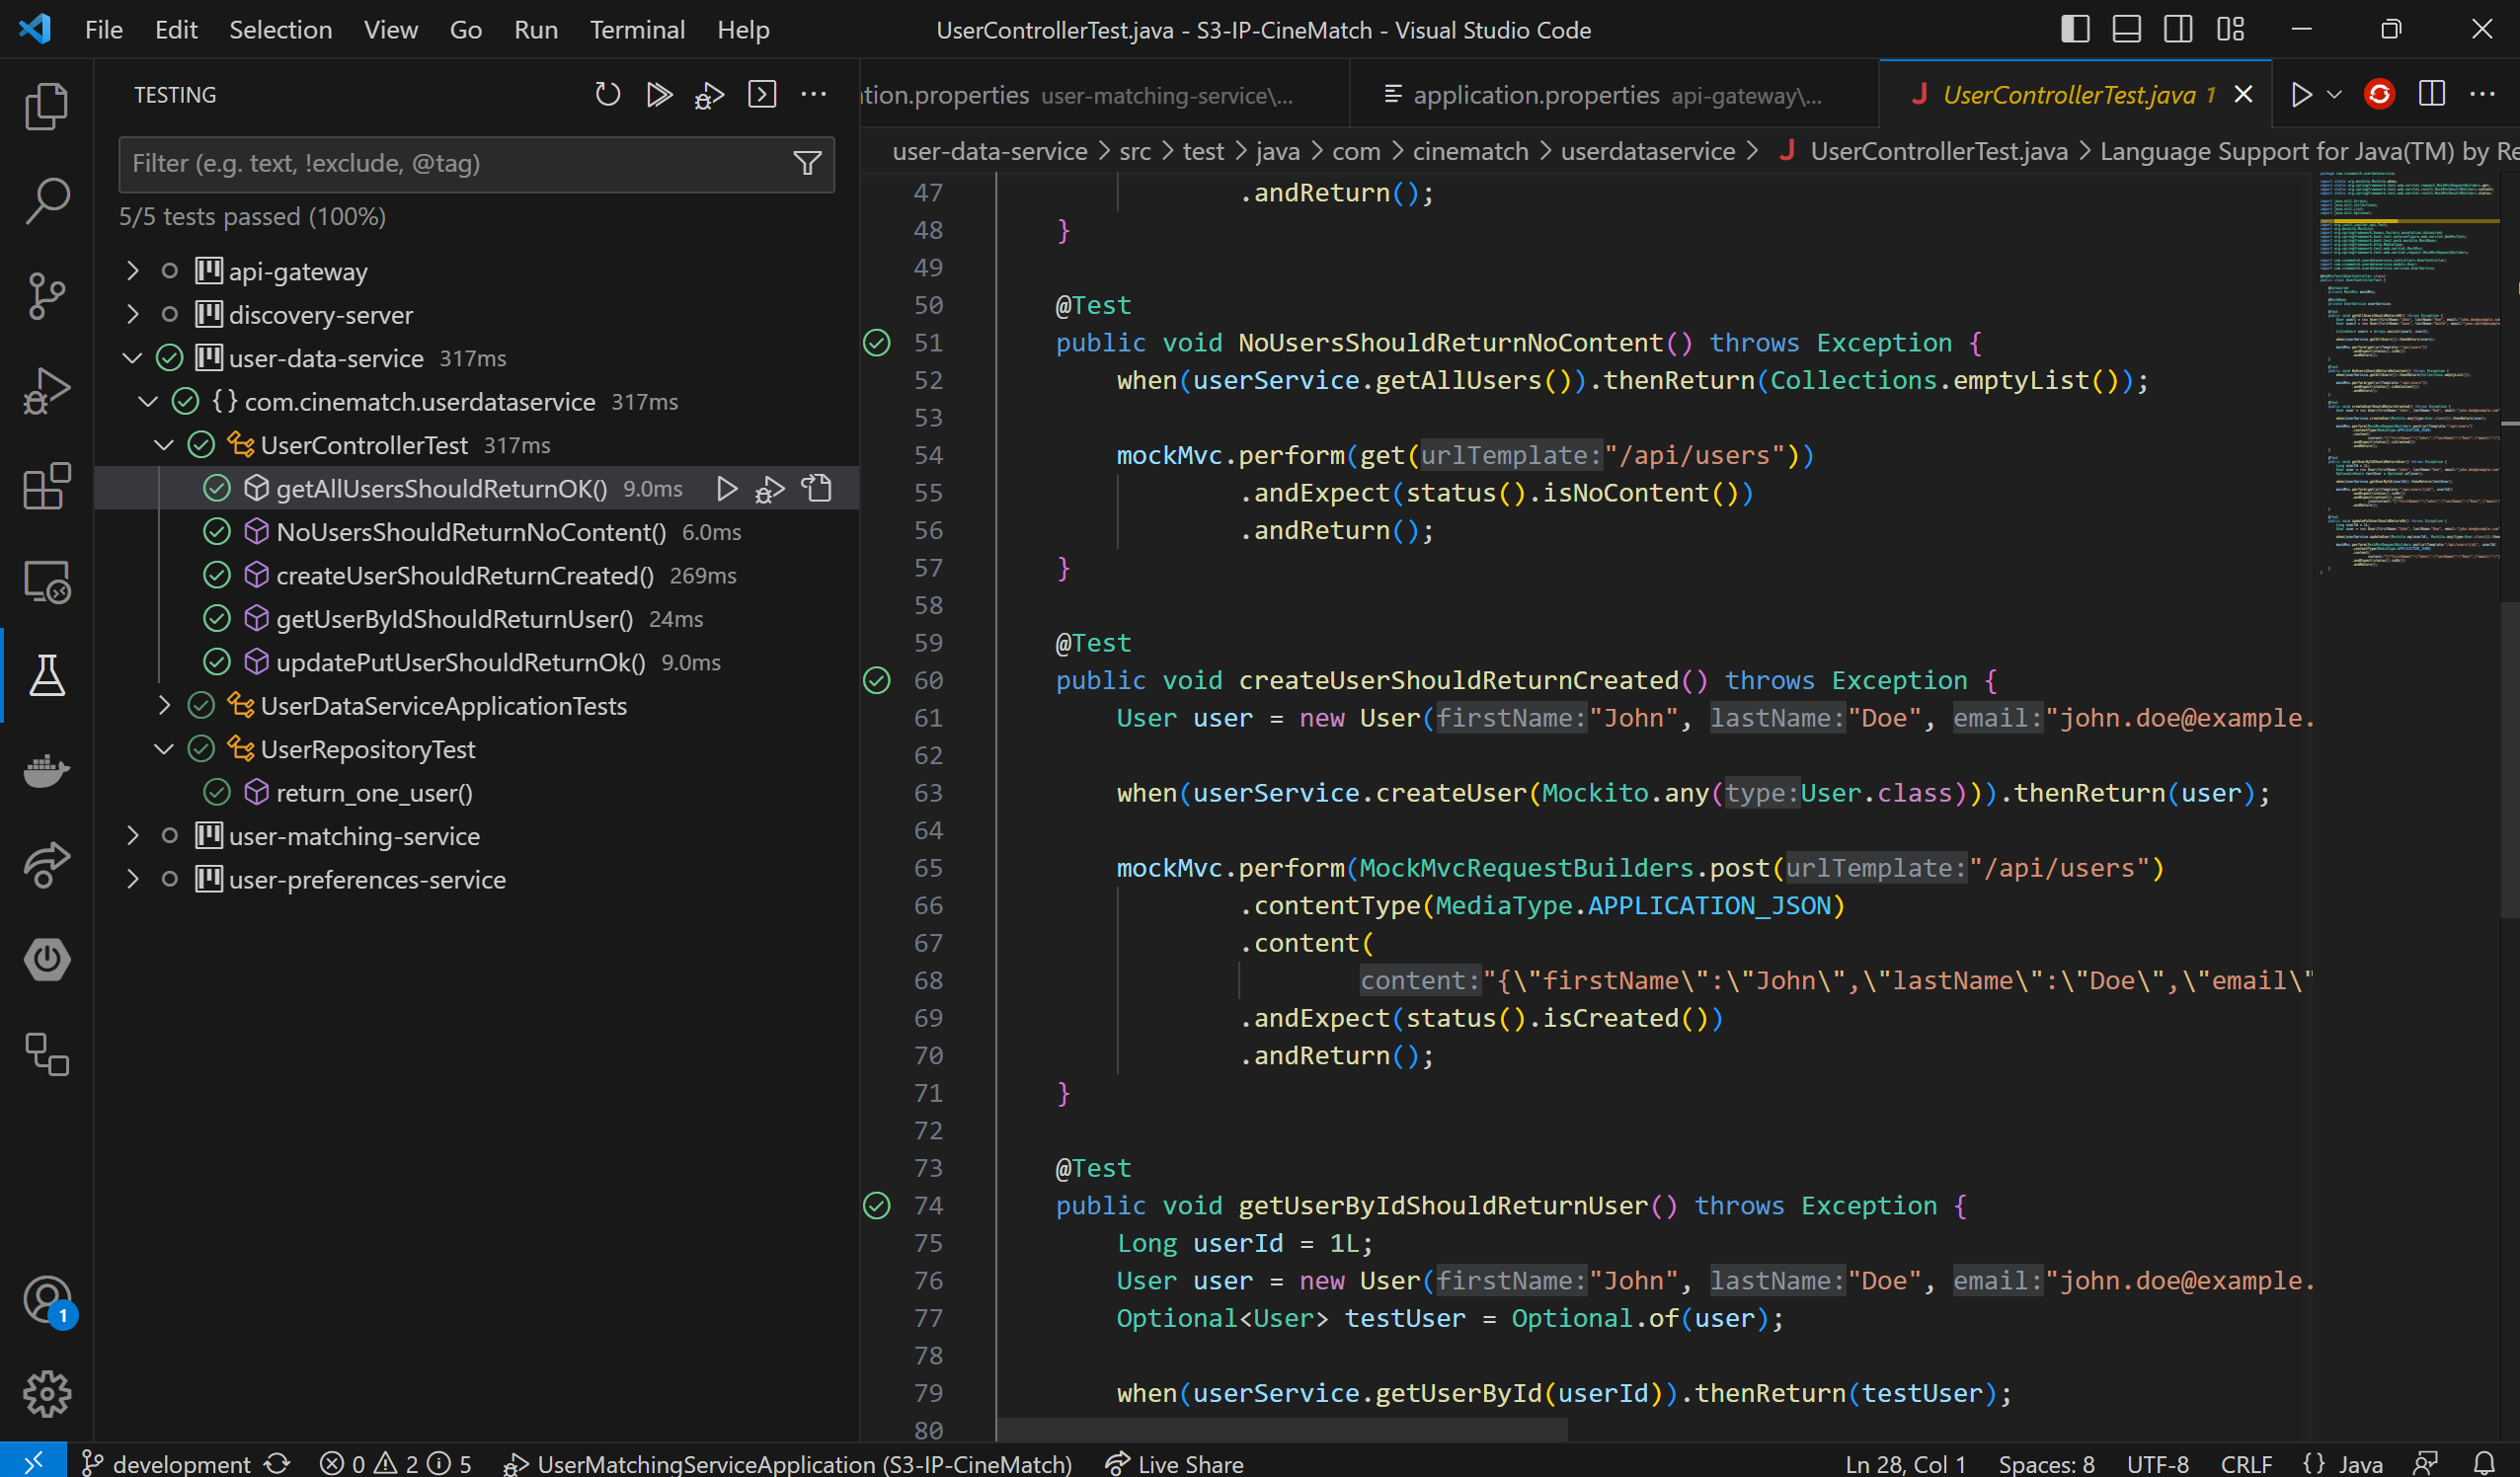 File Edit Selection View Go Run Terminal Help
UserControllerTest.java - S3-IP-CineMatch - Visual Studio Code
TESTING
Filter (e.g. text, !exclude, @tag)
5/5 tests passed (100%)
api-gateway
discovery-server
user-data-service 317ms
{} com.cinematch.userdataservice 317ms
UserControllerTest 317ms
getAllUsersShouldReturnOK() 9.0ms
NoUsersShouldReturnNoContent() 6.0ms
createUserShouldReturnCreated() 269ms
getUserByIdShouldReturnUser() 24ms
updatePutUserShouldReturnOk() 9.0ms
UserDataServiceApplicationTests
UserRepositoryTest
return_one_user()
user-matching-service
user-preferences-service
1
tion.properties user-matching-service\...
application.properties api-gateway\...
J UserControllerTest.java 1
user-data-service > src > test > java > com > cinematch > userdataservice > J UserControllerTest.java > Language Support for Java(TM) by Re
47 .andReturn();
48 }
49
50 @Test
51 public void NoUsersShouldReturnNoContent() throws Exception {
52 when(userService.getAllUsers()).thenReturn(Collections.emptyList());
53
54 mockMvc.perform(get(urlTemplate:"/api/users"))
55 .andExpect(status().isNoContent())
56 .andReturn();
57 }
58
59 @Test
60 public void createUserShouldReturnCreated() throws Exception {
61 User user = new User(firstName:"John", lastName:"Doe", email:"john.doe@example.
62
63 when(userService.createUser(Mockito.any(type:User.class))).thenReturn(user);
64
65 mockMvc.perform(MockMvcRequestBuilders.post(urlTemplate:"/api/users")
66 .contentType(MediaType.APPLICATION_JSON)
67 .content(
68 content:"{\"firstName\":\"John\",\"lastName\":\"Doe\",\"email\"
69 .andExpect(status().isCreated())
70 .andReturn();
71 }
72
73 @Test
74 public void getUserByIdShouldReturnUser() throws Exception {
75 Long userId = 1L;
76 User user = new User(firstName:"John", lastName:"Doe", email:"john.doe@example.
77 Optional<User> testUser = Optional.of(user);
78
79 when(userService.getUserById(userId)).thenReturn(testUser);
80
development 0 2 5 UserMatchingServiceApplication (S3-IP-CineMatch) Live Share Ln 28, Col 1 Spaces: 8 UTF-8 CRLF {} Java